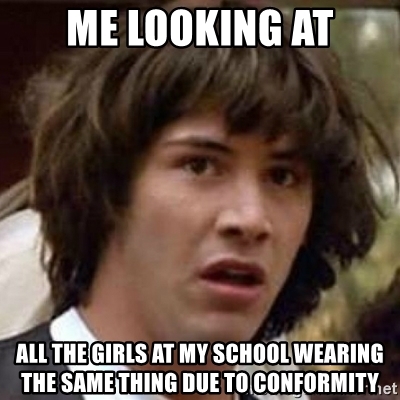 ME LOOKING AT
ALL THE GIRLS AT MY SCHOOL WEARING
THE SAME THING DUE TO CONFORMITY